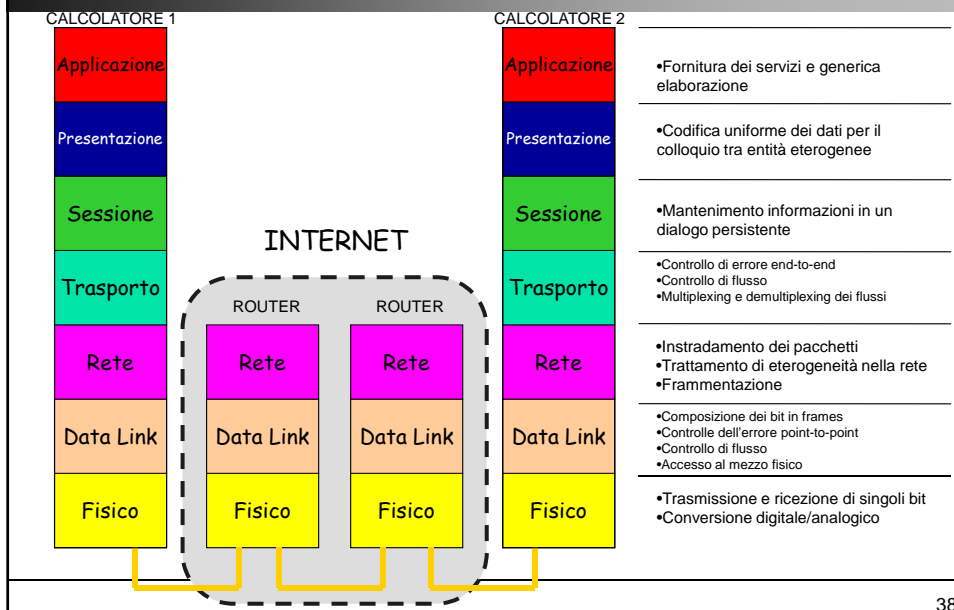 CALCOLATORE 1
CALCOLATORE 2
Applicazione
Applicazione
•Fornitura dei servizi e generica
elaborazione
Presentazione
Presentazione
•Codifica uniforme dei dati per il
colloquio tra entità eterogenee
Sessione
Sessione
•Mantenimento informazioni in un
dialogo persistente
INTERNET
Trasporto
ROUTER
ROUTER
Trasporto
•Controllo di errore end-to-end
•Controllo di flusso
•Multiplexing e demultiplexing dei flussi
Rete
Rete
Rete
Rete
•Instradamento dei pacchetti
•Trattamento di eterogeneità nella rete
•Frammentazione
Data Link
Data Link
Data Link
Data Link
•Composizione dei bit in frames
•Controlle dell'errore point-to-point
•Controllo di flusso
•Accesso al mezzo fisico
Fisico
Fisico
Fisico
Fisico
•Trasmissione e ricezione di singoli bit
•Conversione digitale/analogico
38